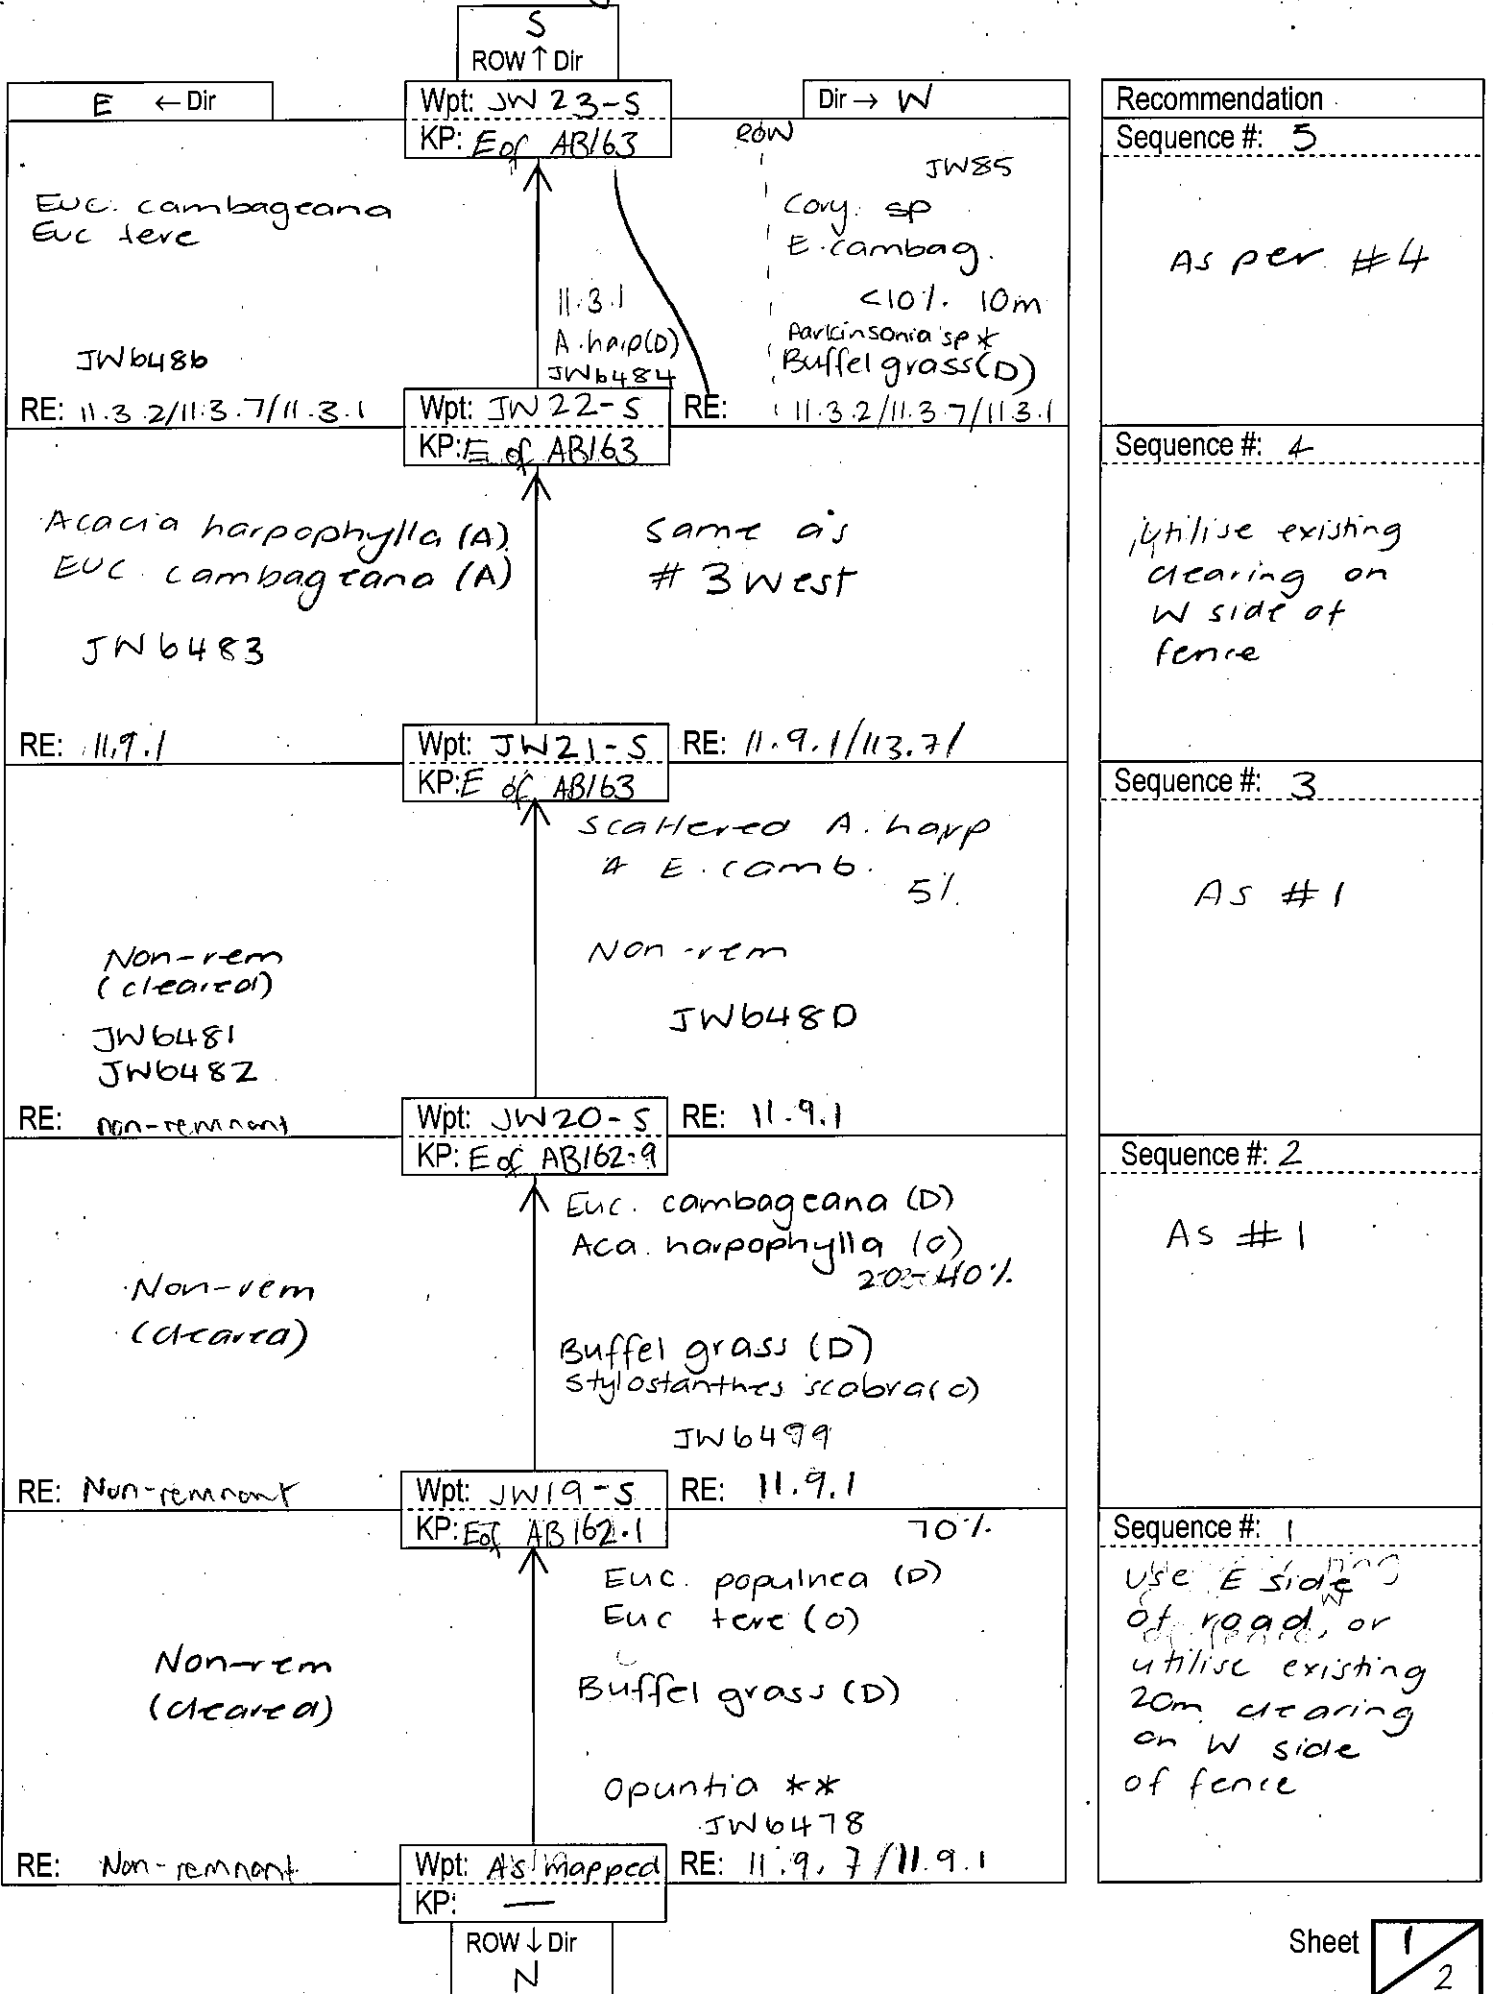 S
ROW ↑ Dir
E ← Dir
Wpt: JW 23-S
Dir → W
KP: E of AB163
Recommendation
Sequence #: 5
As per #4
Euc. cambageana
Euc tere
JW6486
RE: 11.3.2/11.3.7/11.3.1
11.3.1
A.harp(D)
JW6484
ROW
JW85
Cory. sp
E.cambag.
<10%. 10m
Parkinsonia sp *
Buffel grass(D)
RE: 11.3.2/11.3.7/11.3.1
Wpt: JW 22-S
KP: E of AB163
Sequence #: 4
Utilise existing
clearing on
W side of
fence
Acacia harpophylla (A)
EUC. cambageana (A)
JW6483
RE: 11.9.1
Same as
#3 West
RE: 11.9.1/113.7/
Wpt: JW21-S
KP: E of AB163
Sequence #: 3
As #1
Non-rem
(cleared)
JW6481
JW6482
RE: non-remnant
Scattered A. harp
& E. camb.
5%.
Non-rem
JW6480
RE: 11.9.1
Wpt: JW20-S
KP: E of AB162.9
Sequence #: 2
As #1
Non-rem
(cleared)
RE: Non-remnant
Euc. cambageana (D)
Aca. harpophylla (O)
20-40%.
Buffel grass (D)
Stylostanthes scabra(o)
JW6499
RE: 11.9.1
Wpt: JW19-S
KP: E of AB162.1
Sequence #: 1
Use E side
of road, or
utilise existing
20m clearing
on W side
of fence
Non-rem
(cleared)
RE: Non-remnant
70%.
Euc. populnea (D)
Euc tere (O)
Buffel grass (D)
Opuntia **
JW6478
RE: 11.9.7/11.9.1
Wpt: As mapped
KP: —
ROW ↓ Dir
N
Sheet 1/2